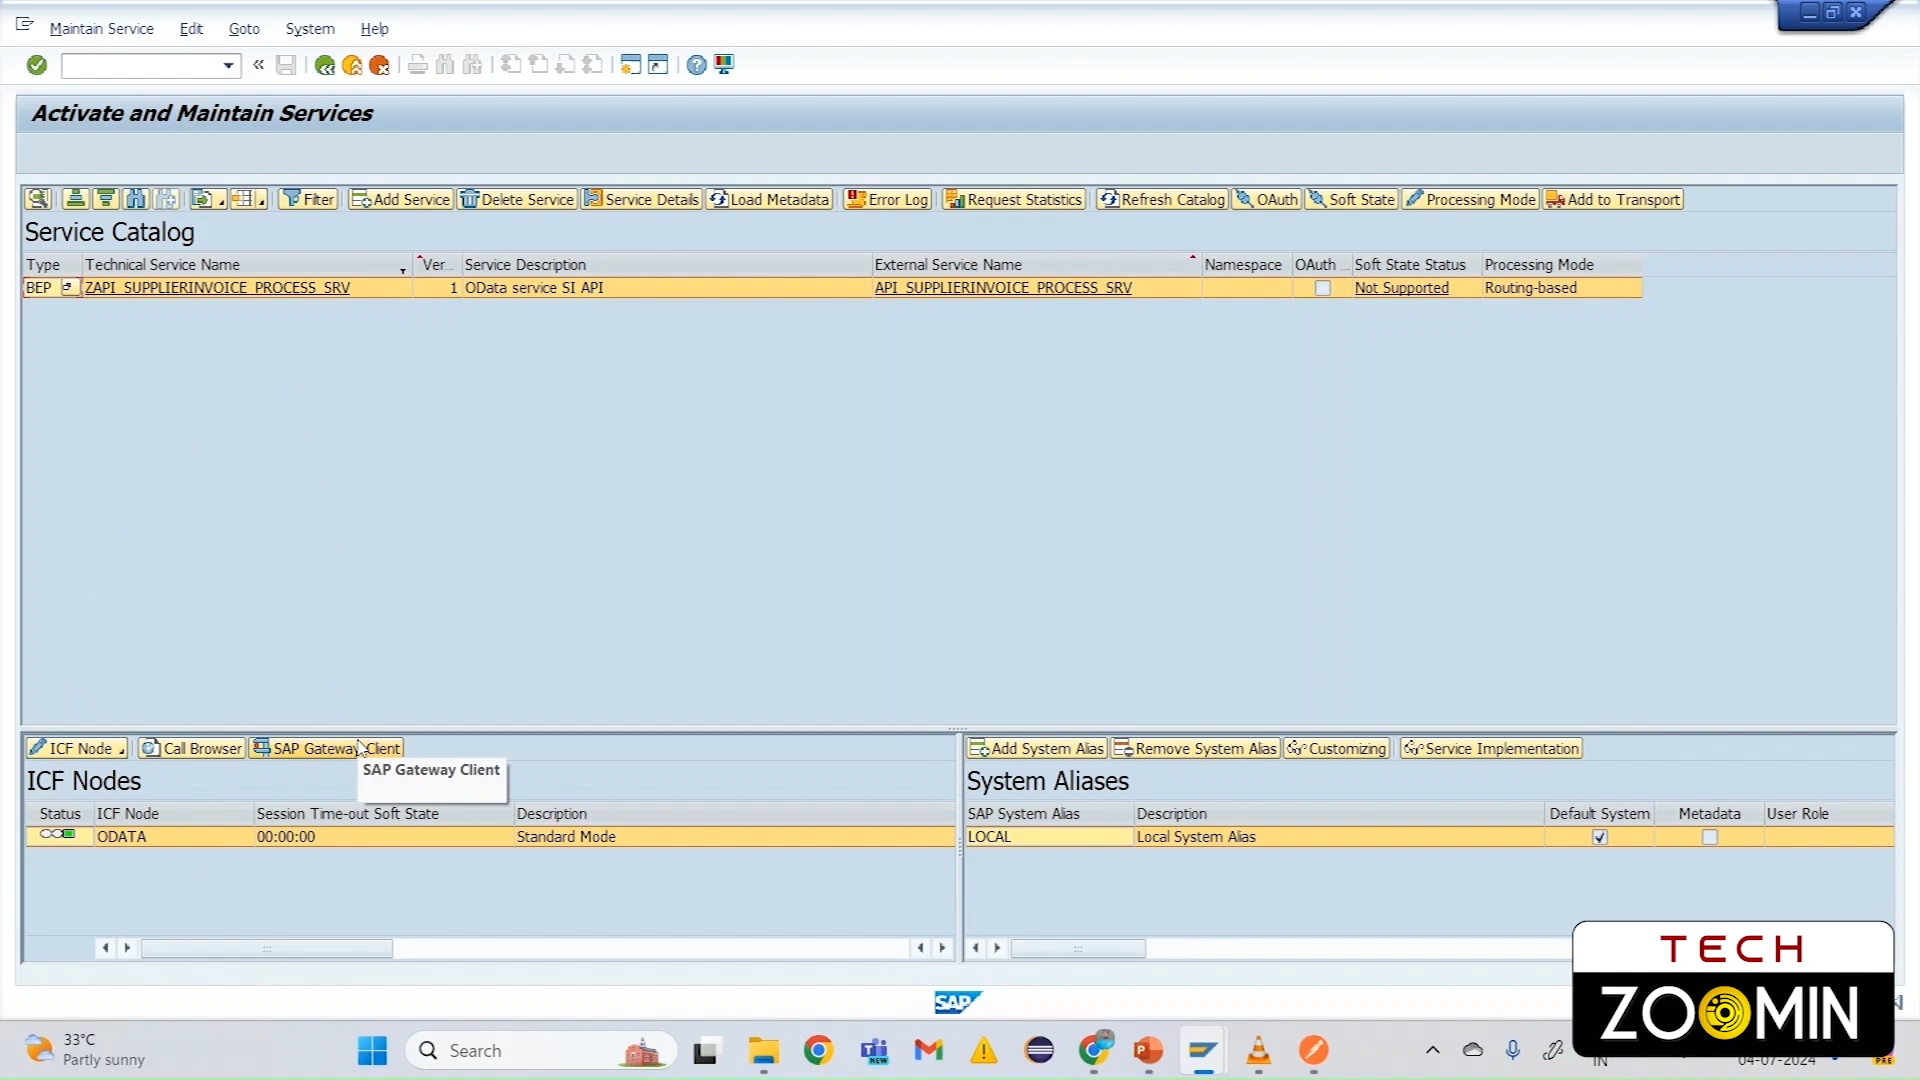 Maintain Service Edit Goto System Help
Activate and Maintain Services
Filter Add Service Delete Service Service Details Load Metadata Error Log Request Statistics Refresh Catalog OAuth Soft State Processing Mode Add to Transport
Service Catalog
Type Technical Service Name Ver... Service Description External Service Name Namespace OAuth ... Soft State Status Processing Mode
BEP ZAPI_SUPPLIERINVOICE_PROCESS_SRV 1 OData service SI API API_SUPPLIERINVOICE_PROCESS_SRV Not Supported Routing-based
ICF Node Call Browser SAP Gateway Client
SAP Gateway Client
ICF Nodes
Status ICF Node Session Time-out Soft State Description
ODATA 00:00:00 Standard Mode
Add System Alias Remove System Alias Customizing Service Implementation
System Aliases
SAP System Alias Description Default System Metadata User Role
LOCAL Local System Alias
SAP
TECH
ZOOMIN
33°C
Partly sunny
Search
NEW
IN
04-07-2024
PRE